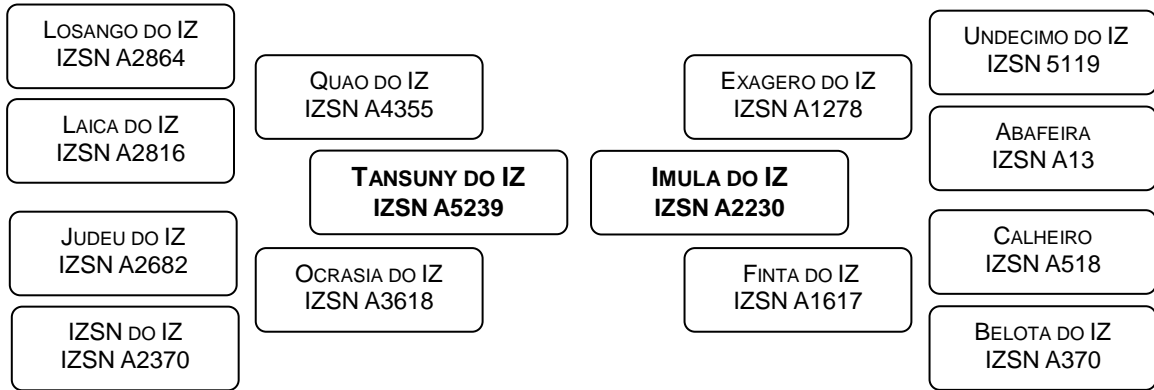 LOSANGO DO IZ
IZSN A2864
LAICA DO IZ
IZSN A2816
QUAO DO IZ
IZSN A4355
TANSUNY DO IZ
IZSN A5239
JUDEU DO IZ
IZSN A2682
OCRASIA DO IZ
IZSN A3618
IZSN DO IZ
IZSN A2370
UNDECIMO DO IZ
IZSN 5119
EXAGERO DO IZ
IZSN A1278
ABAFEIRA
IZSN A13
IMULA DO IZ
IZSN A2230
CALHEIRO
IZSN A518
FINTA DO IZ
IZSN A1617
BELOTA DO IZ
IZSN A370